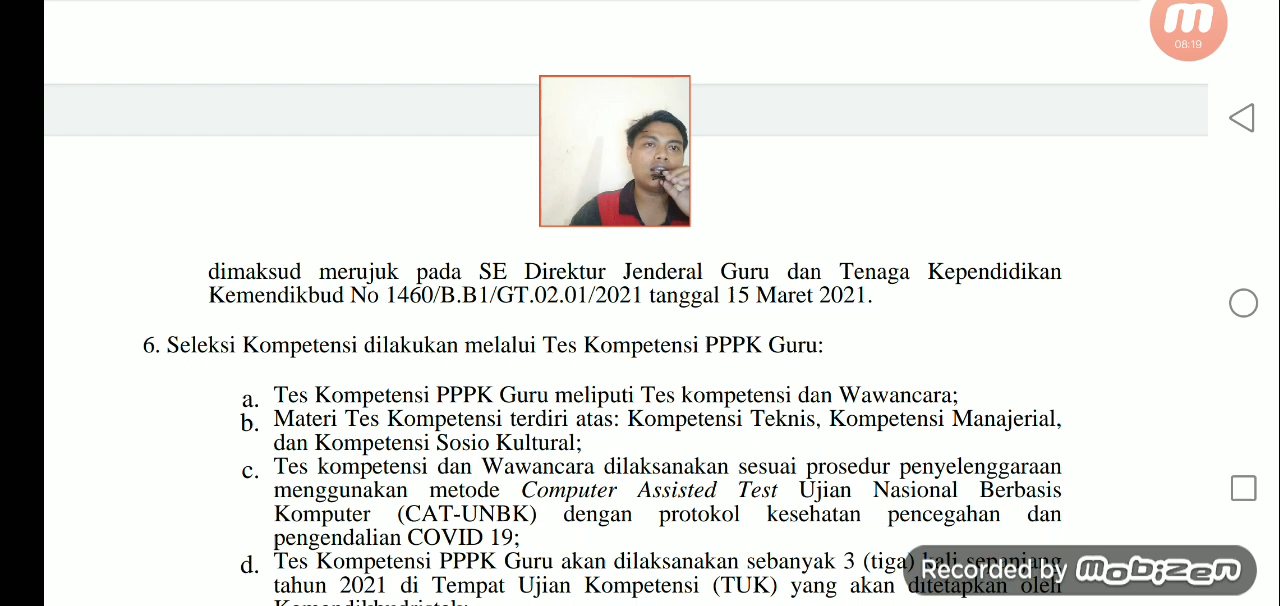 08:19
dimaksud merujuk pada SE Direktur Jenderal Guru dan Tenaga Kependidikan
Kemendikbud No 1460/B.B1/GT.02.01/2021 tanggal 15 Maret 2021.
6. Seleksi Kompetensi dilakukan melalui Tes Kompetensi PPPK Guru:
a. Tes Kompetensi PPPK Guru meliputi Tes kompetensi dan Wawancara;
b. Materi Tes Kompetensi terdiri atas: Kompetensi Teknis, Kompetensi Manajerial,
dan Kompetensi Sosio Kultural;
c. Tes kompetensi dan Wawancara dilaksanakan sesuai prosedur penyelenggaraan
menggunakan metode Computer Assisted Test Ujian Nasional Berbasis
Komputer (CAT-UNBK) dengan protokol kesehatan pencegahan dan
pengendalian COVID 19;
d. Tes Kompetensi PPPK Guru akan dilaksanakan sebanyak 3 (tiga) kali sepanjang
tahun 2021 di Tempat Ujian Kompetensi (TUK) yang akan ditetapkan oleh
Recorded by mobizen